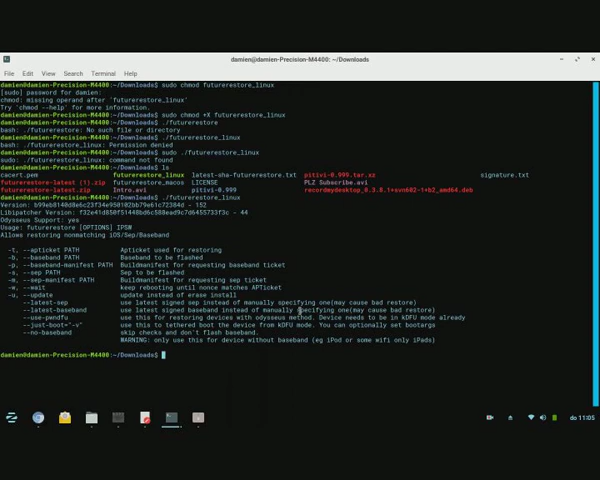 damien@damien-Precision-M4400: ~/Downloads
File Edit View Search Terminal Help
damien@damien-Precision-M4400:~/Downloads$ sudo chmod futurerestore_linux
[sudo] password for damien:
chmod: missing operand after 'futurerestore_linux'
Try 'chmod --help' for more information.
damien@damien-Precision-M4400:~/Downloads$ sudo chmod +X futurerestore_linux
damien@damien-Precision-M4400:~/Downloads$ ./futurerestore
bash: ./futurerestore: No such file or directory
damien@damien-Precision-M4400:~/Downloads$ ./futurerestore_linux
bash: ./futurerestore_linux: Permission denied
damien@damien-Precision-M4400:~/Downloads$ sudo ./futurerestore_linux
sudo: ./futurerestore_linux: command not found
damien@damien-Precision-M4400:~/Downloads$ ls
cacert.pem futurerestore_linux latest-sha-futurerestore.txt pitivi-0.999.tar.xz signature.txt
futurerestore-latest (1).zip futurerestore_macos LICENSE PLZ Subscribe.avi
futurerestore-latest.zip Intro.avi pitivi-0.999 recordmydesktop_0.3.8.1+svn602-1+b2_amd64.deb
damien@damien-Precision-M4400:~/Downloads$ ./futurerestore_linux
Version: - 152
Libipatcher Version: - 44
Odysseus Support: yes
Usage: futurerestore [OPTIONS] IPSW
Allows restoring nonmatching iOS/Sep/Baseband
-t, --apticket PATH Apticket used for restoring
-b, --baseband PATH Baseband to be flashed
-p, --baseband-manifest PATH Buildmanifest for requesting baseband ticket
-s, --sep PATH Sep to be flashed
-m, --sep-manifest PATH Buildmanifest for requesting sep ticket
-w, --wait keep rebooting until nonce matches APTicket
-u, --update update instead of erase install
--latest-sep use latest signed sep instead of manually specifying one(may cause bad restore)
--latest-baseband use latest signed baseband instead of manually specifying one(may cause bad restore)
--use-pwndfu use this for restoring devices with odysseus method. Device needs to be in kDFU mode already
--just-boot="-v" use this to tethered boot the device from kDFU mode. You can optionally set bootargs
--no-baseband skip checks and don't flash baseband.
WARNING: only use this for device without baseband (eg iPod or some wifi only iPads)
damien@damien-Precision-M4400:~/Downloads$
do 11:05